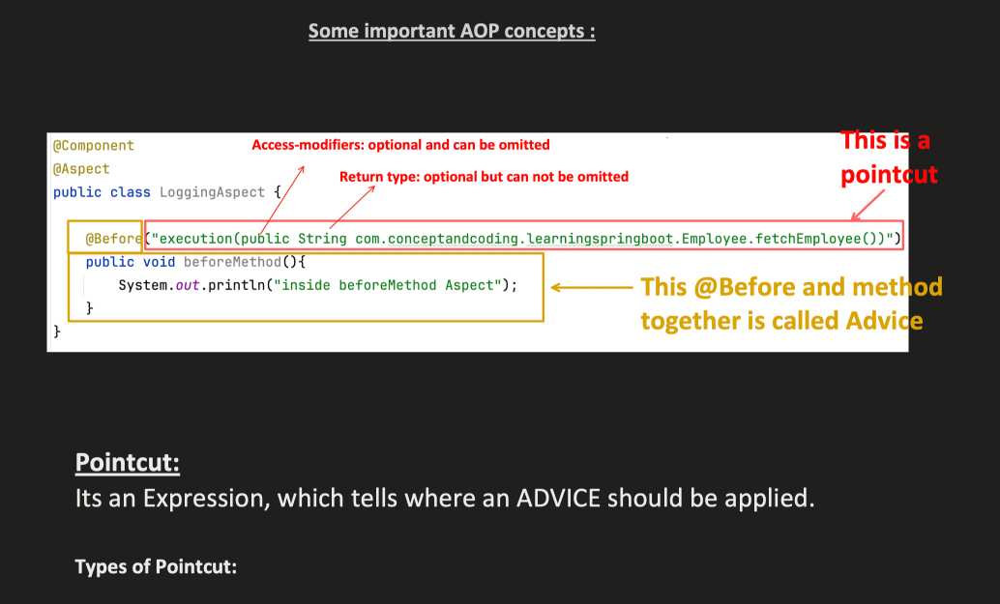 Some important AOP concepts :
@Component
Access-modifiers: optional and can be omitted
This is a
pointcut
@Aspect
Return type: optional but can not be omitted
public class LoggingAspect {
@Before("execution(public String com.conceptandcoding.learningspringboot.Employee.fetchEmployee())")
public void beforeMethod(){
System.out.println("inside beforeMethod Aspect");
}
}
This @Before and method
together is called Advice
Pointcut:
Its an Expression, which tells where an ADVICE should be applied.
Types of Pointcut: